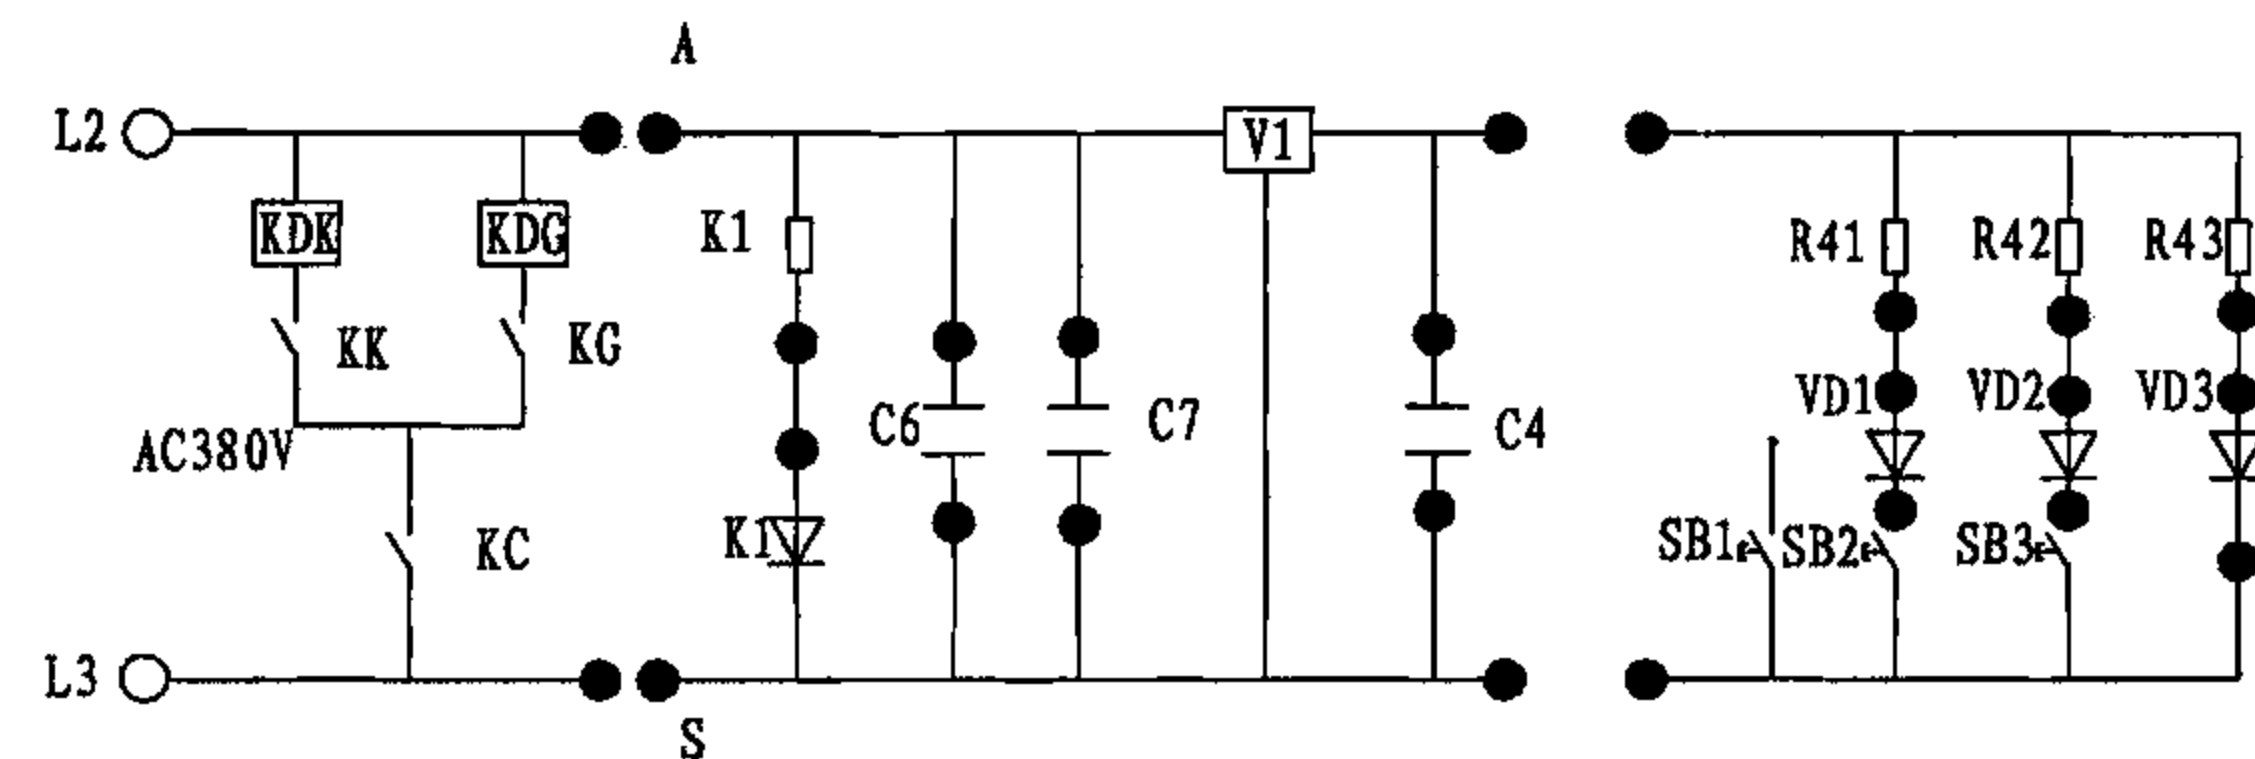 A
L2
V1
KDK
KDG
K1
R41
R42
R43
KK
KG
VD1
VD2
VD3
C6
C7
C4
AC380V
K1
KC
SB1
SB2
SB3
L3
S